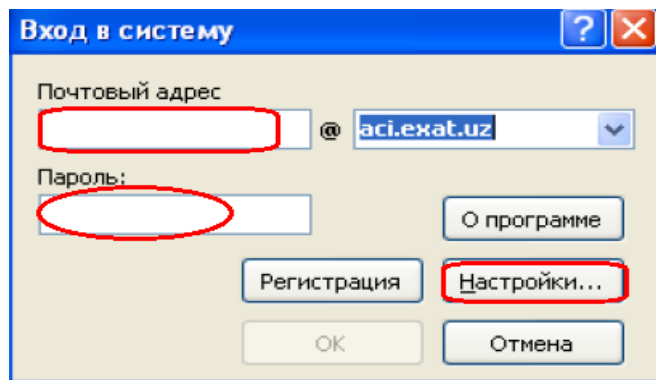 Вход в систему
Почтовый адрес
@ aci.exat.uz
Пароль:
О программе
Регистрация Настройки...
OK Отмена